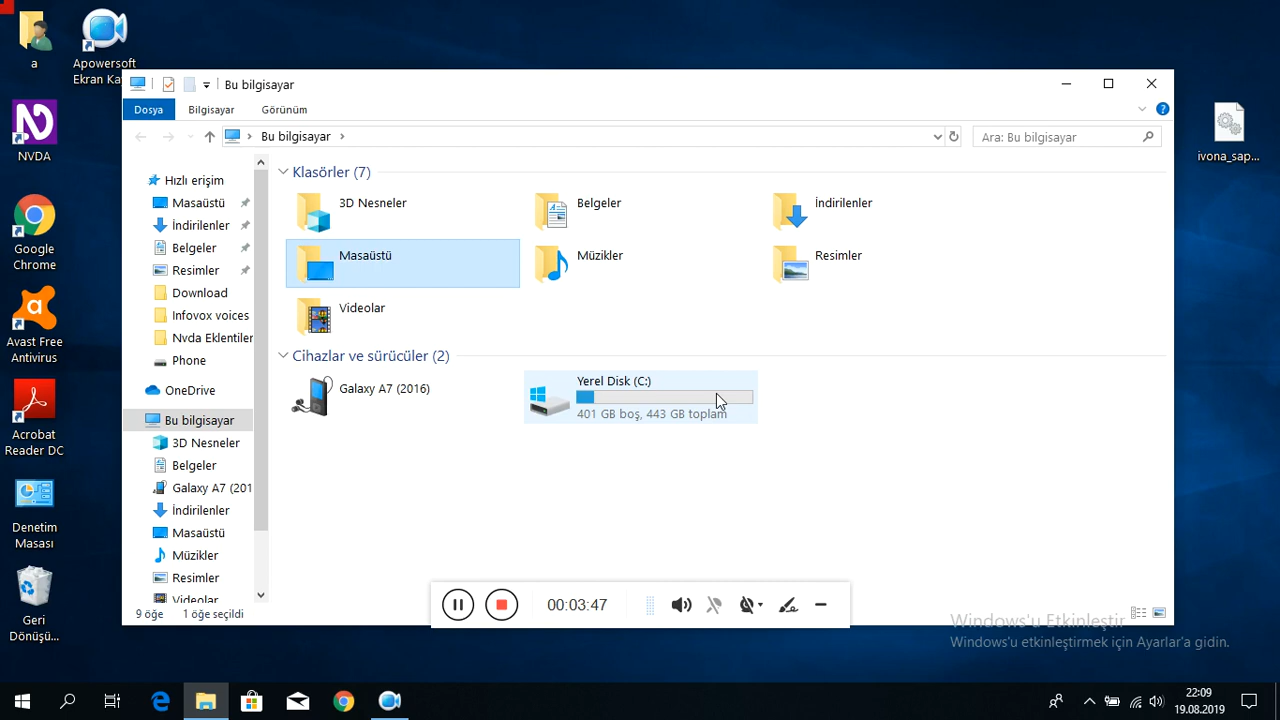 a
Apowersoft
Ekran Ka
NVDA
Google
Chrome
Avast Free
Antivirus
Acrobat
Reader DC
Denetim
Masası
Geri
Dönüşü...
ivona_sap...
Bu bilgisayar
Dosya
Bilgisayar
Görünüm
Bu bilgisayar
Ara: Bu bilgisayar
Hızlı erişim
Masaüstü
İndirilenler
Belgeler
Resimler
Download
Infovox voices
Nvda Eklentiler
Phone
OneDrive
Bu bilgisayar
3D Nesneler
Belgeler
Galaxy A7 (201
İndirilenler
Masaüstü
Müzikler
Resimler
Videolar
Klasörler (7)
3D Nesneler
Belgeler
İndirilenler
Masaüstü
Müzikler
Resimler
Videolar
Cihazlar ve sürücüler (2)
Galaxy A7 (2016)
Yerel Disk (C:)
401 GB boş, 443 GB toplam
9 öğe
1 öğe seçildi
00:03:47
Windows'u Etkinleştir
Windows'u etkinleştirmek için Ayarlar'a gidin.
22:09
19.08.2019